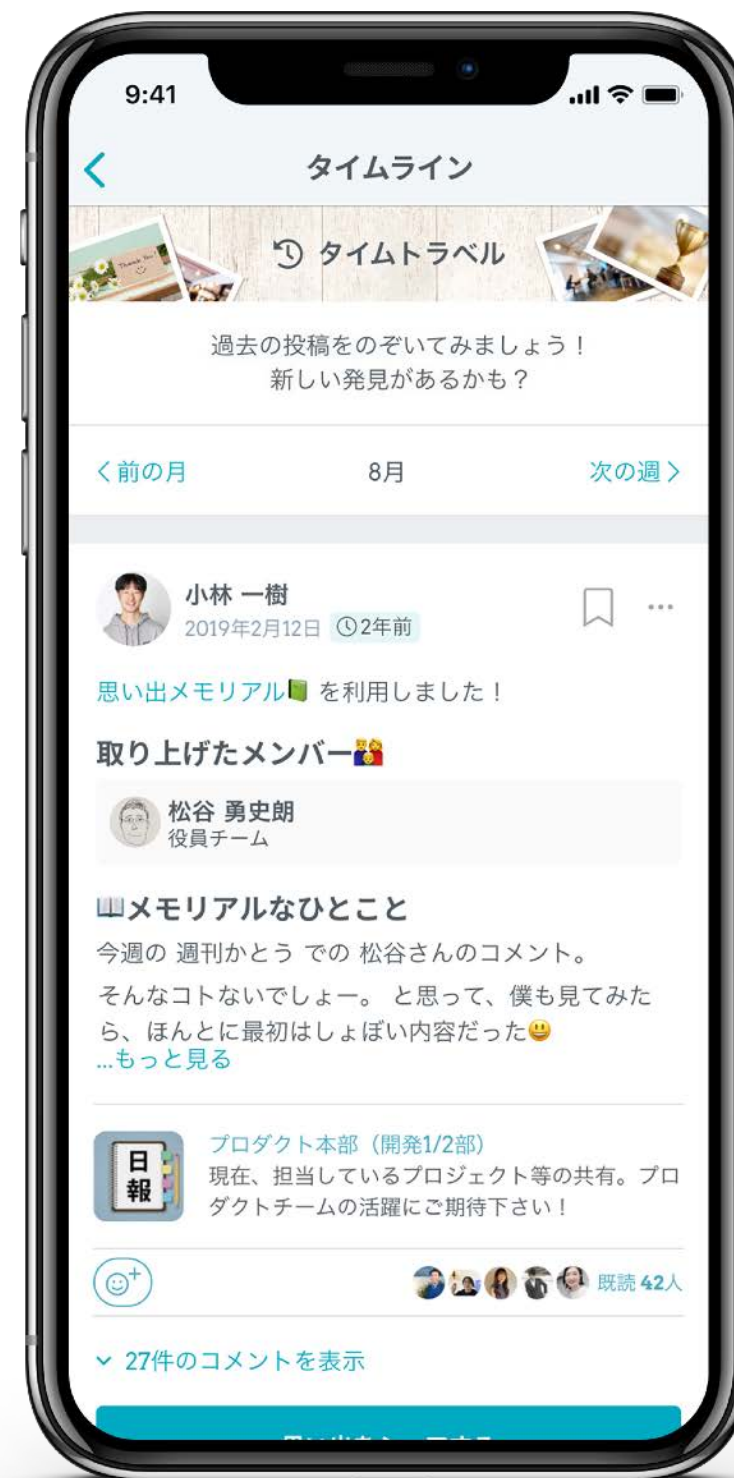 9:41
タイムライン
Thank You!
タイムトラベル
過去の投稿をのぞいてみましょう！
新しい発見があるかも？
前の月
8月
次の週
小林 一樹
2019年2月12日 2年前
思い出メモリアル📗 を利用しました！
取り上げたメンバー👨‍👩‍👦
松谷 勇史朗
役員チーム
📖メモリアルなひとこと
今週の 週刊かとう での 松谷さんのコメント。
そんなコトないでしょー。 と思って、僕も見てみた
ら、ほんとに最初はしょぼい内容だった😃
...もっと見る
日報
プロダクト本部（開発1/2部）
現在、担当しているプロジェクト等の共有。プロ
ダクトチームの活躍にご期待下さい！
既読 42人
27件のコメントを表示